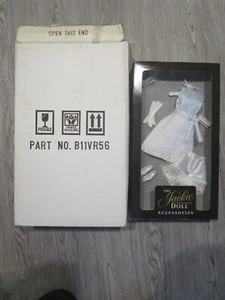 OPEN THIS END
PART NO. B11VR56
THE
Jackie
DOLL
ACCESSORIES